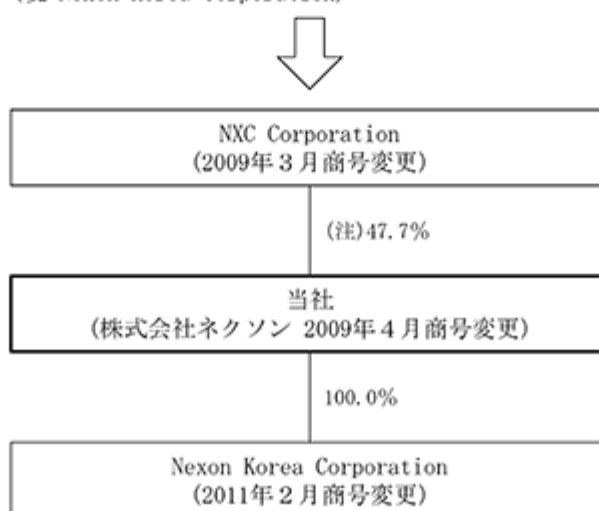 NXC Corporation
(2009年3月商号変更)
(注)47.7%
当社
(株式会社ネクソン 2009年4月商号変更)
100.0%
Nexon Korea Corporation
(2011年2月商号変更)